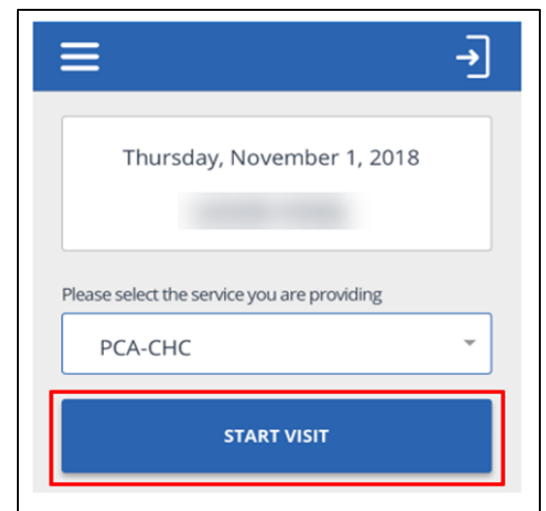 Thursday, November 1, 2018
Please select the service you are providing
PCA-CHC
START VISIT